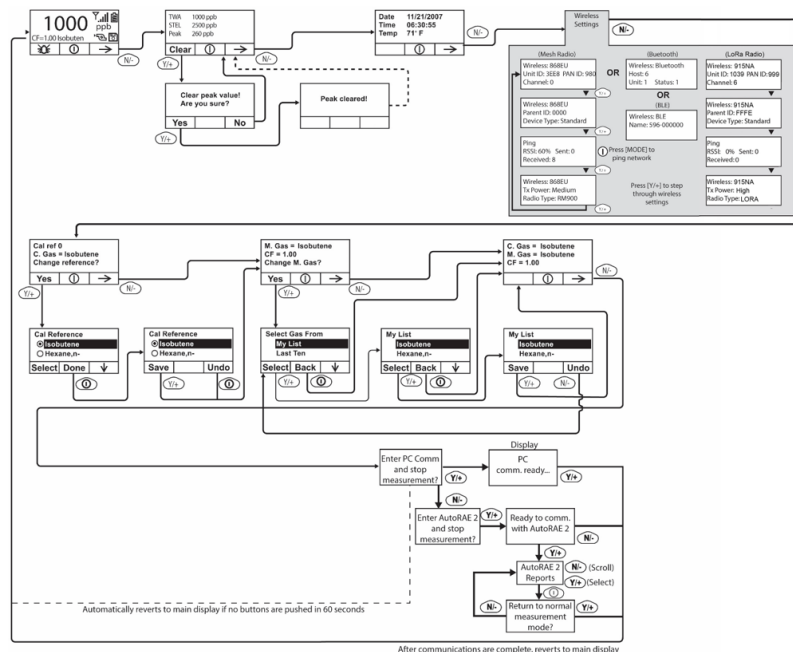 1000 ppb
CF=1.00 Isobuten
N/-
TWA 1000 ppb
STEL 2500 ppb
Peak 260 ppb
Clear
Y/+
N/-
Date 11/21/2007
Time 06:30:55
Temp 71° F
N/-
Wireless
Settings
N/-
Clear peak value!
Are you sure?
Yes No
Y/+
Peak cleared!
(Mesh Radio)
Wireless: 868EU
Unit ID: 3EE8 PAN ID: 980
Channel: 0
Y/+
Wireless: 868EU
Parent ID: 0000
Device Type: Standard
Ping
RSSI: 60% Sent: 0
Received: 8
Y/+
Wireless: 868EU
Tx Power: Medium
Radio Type: RM900
Y/+
OR
(Buetooth)
Wireless: Bluetooth
Host: 6
Unit: 1 Status: 1
OR
(BLE)
Wireless: BLE
Name: S96-000000
Press [MODE] to
ping network
Press [Y/+] to step
through wireless
settings
(LoRa Radio)
Wireless: 915NA
Unit ID: 1039 PAN ID:999
Channel: 6
Wireless: 915NA
Parent ID: FFFE
Device Type: Standard
Ping
RSSI: 0% Sent: 0
Received:0
Wireless: 915NA
Tx Power: High
Radio Type: LORA
Cal ref 0
C. Gas = Isobutene
Change reference?
Yes
Y/+
N/-
M. Gas = Isobutene
CF = 1.00
Change M. Gas?
Yes
Y/+
N/-
C. Gas = Isobutene
M. Gas = Isobutene
CF = 1.00
N/-
Cal Reference
Isobutene
Hexane,n-
Select Done
Cal Reference
Isobutene
Hexane,n-
Save Undo
Y/+
Select Gas From
My List
Last Ten
Select Back
Y/+
My List
Isobutene
Hexane,n-
Select Back
Y/+
My List
Isobutene
Hexane,n-
Save Undo
Y/+ N/-
Enter PC Comm
and stop
measurement?
Y/+
Display
PC
comm. ready...
Y/+
N/-
Enter AutoRAE 2
and stop
measurement?
Y/+
Ready to comm.
with AutoRAE 2
N/-
Y/+
AutoRAE 2
Reports
N/- (Scroll)
Y/+ (Select)
Return to normal
measurement
mode?
N/-
Y/+
Automatically reverts to main display if no buttons are pushed in 60 seconds
After communications are complete, reverts to main display